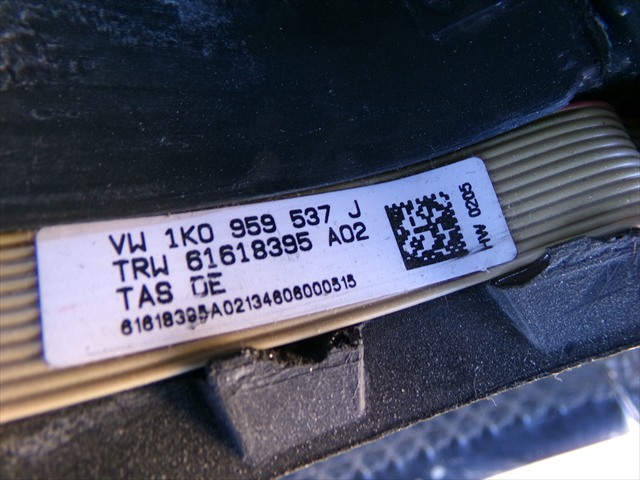 VW 1K0 959 537 J
TRW 61618395 A02
TAS DE
61618395A02134606000515
HW 0205